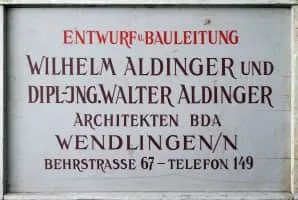 ENTWURF u. BAULEITUNG
WILHELM ALDINGER UND
DIPL-ING. WALTER ALDINGER
ARCHITEKTEN BDA
WENDLINGEN/N
BEHRSTRASSE 67 – TELEFON 149